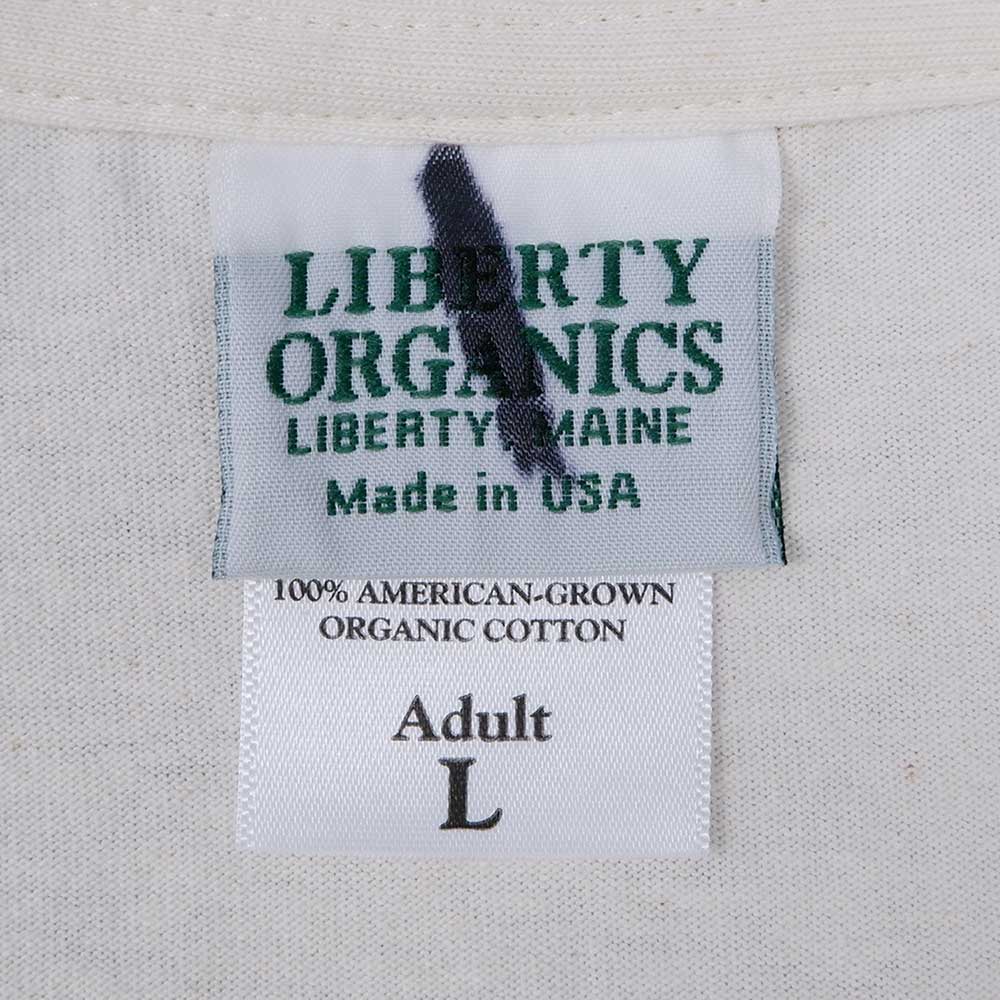 LIBERTY
ORGANICS
LIBERTY, MAINE
Made in USA
100% AMERICAN-GROWN
ORGANIC COTTON
Adult
L